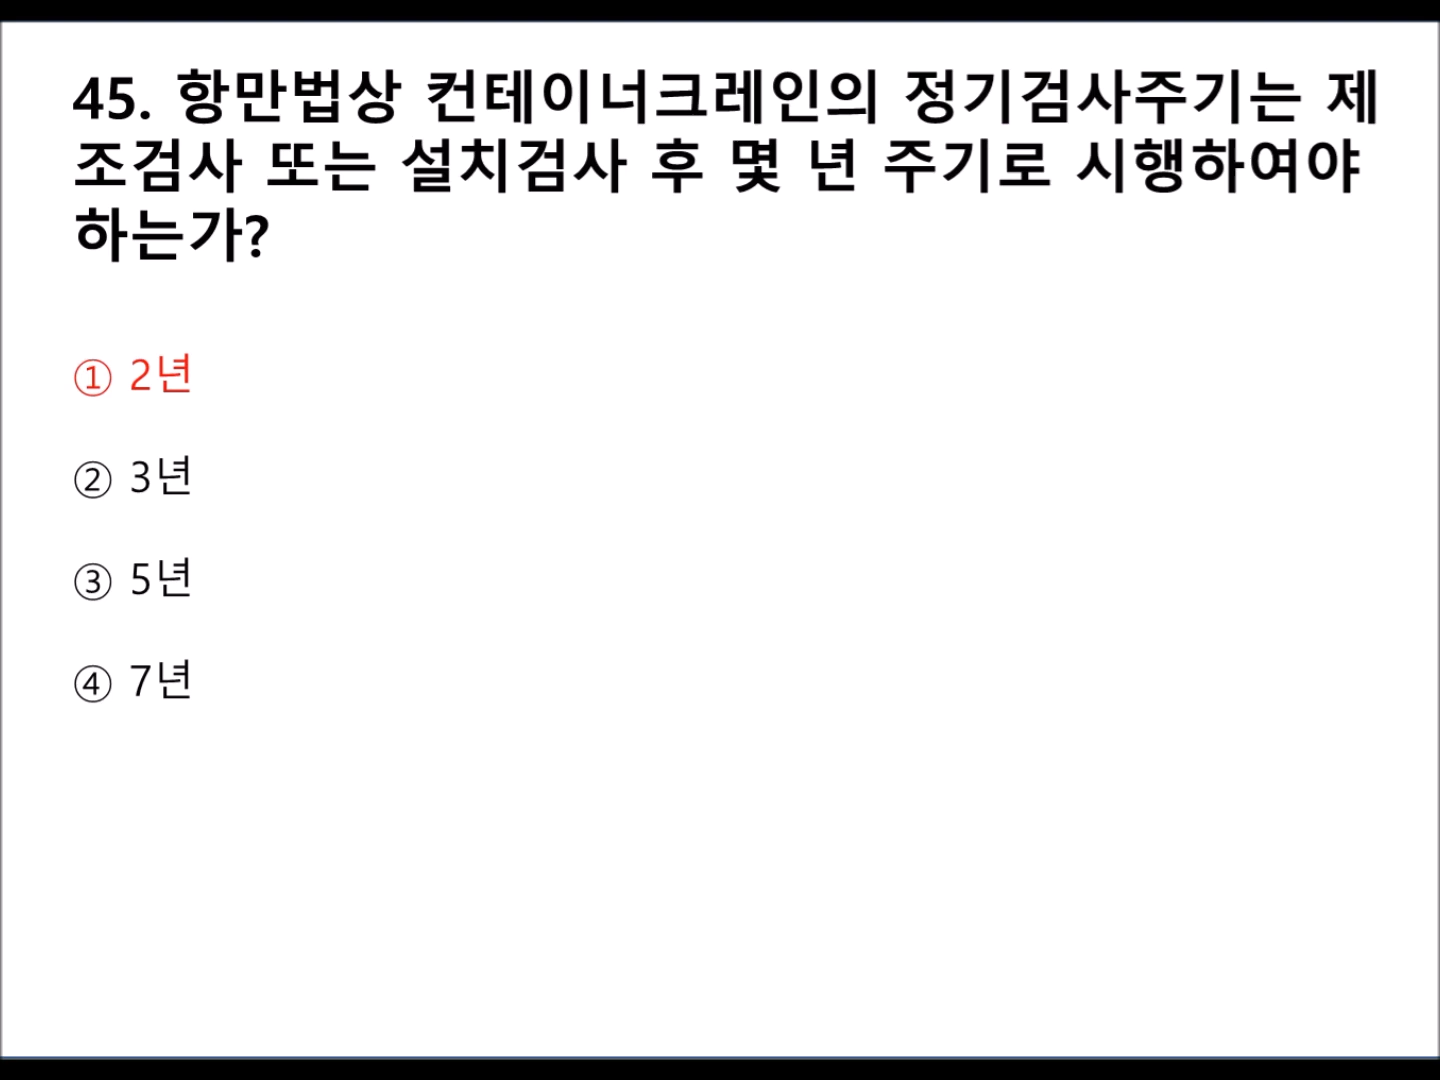 45. 항만법상 컨테이너크레인의 정기검사주기는 제
조검사 또는 설치검사 후 몇 년 주기로 시행하여야
하는가?
① 2년
② 3년
③ 5년
④ 7년